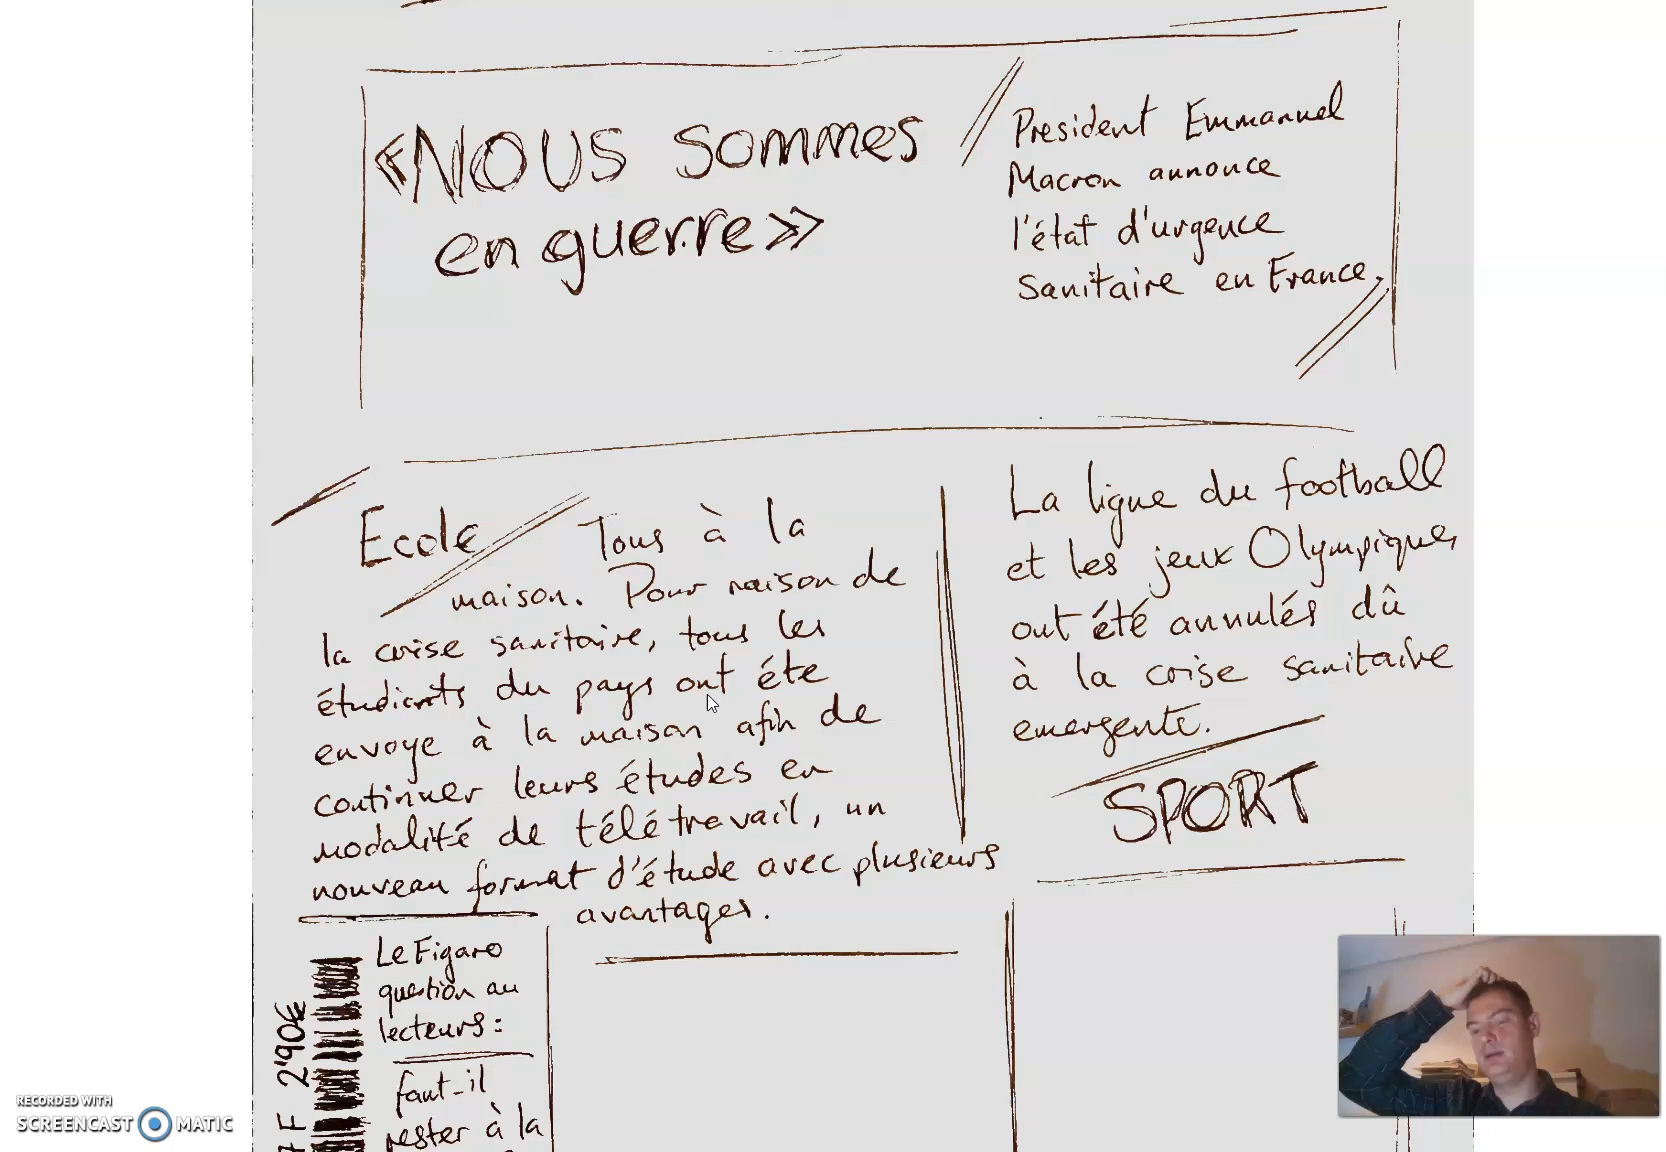 «NOUS sommes
en guerre»
President Emmanuel
Macron annonce
l'état d'urgence
Sanitaire en France,
Ecole
Tous à la
maison. Pour raison de
la crise sanitaire, tous les
étudiants du pays ont éte
envoye à la maison afin de
continuer leurs études en
modalité de télétravail, un
nouveau format d'étude avec plusieurs
avantages.
La ligue du football
et les jeux Olympiques
ont été annulés dû
à la crise sanitaire
emergente.
SPORT
Le Figaro
question au
lecteurs:
faut-il
rester à la
F 2'90€
RECORDED WITH
SCREENCAST MATIC